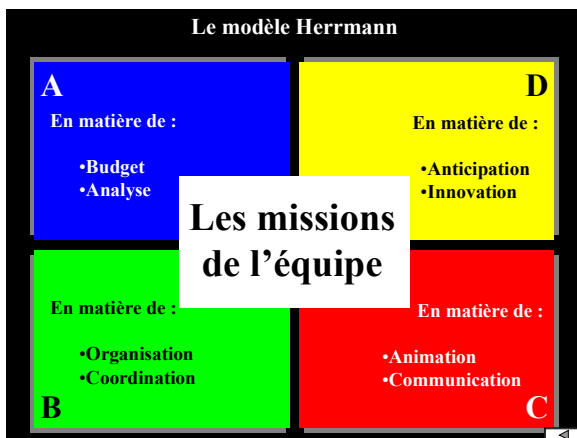 Le modèle Herrmann
A
En matière de :
•Budget
•Analyse
D
En matière de :
•Anticipation
•Innovation
Les missions
de l’équipe
En matière de :
•Organisation
•Coordination
B
En matière de :
•Animation
•Communication
C